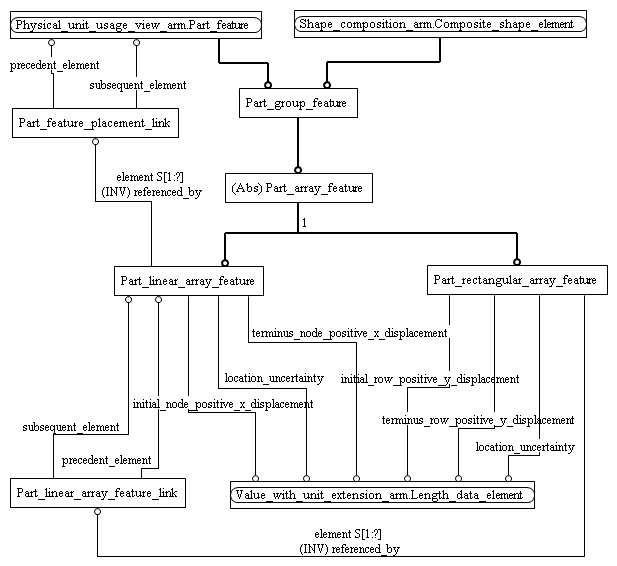 Physical_unit_usage_view_arm.Part_feature
Shape_composition_arm.Composite_shape_element
precedent_element
subsequent_element
Part_group_feature
Part_feature_placement_link
element S[1:?]
(INV) referenced_by
(Abs) Part_array_feature
1
Part_linear_array_feature
Part_rectangular_array_feature
terminus_node_positive_x_displacement
location_uncertainty
initial_row_positive_y_displacement
initial_node_positive_x_displacement
terminus_row_positive_y_displacement
subsequent_element
location_uncertainty
precedent_element
Part_linear_array_feature_link
Value_with_unit_extension_arm.Length_data_element
element S[1:?]
(INV) referenced_by